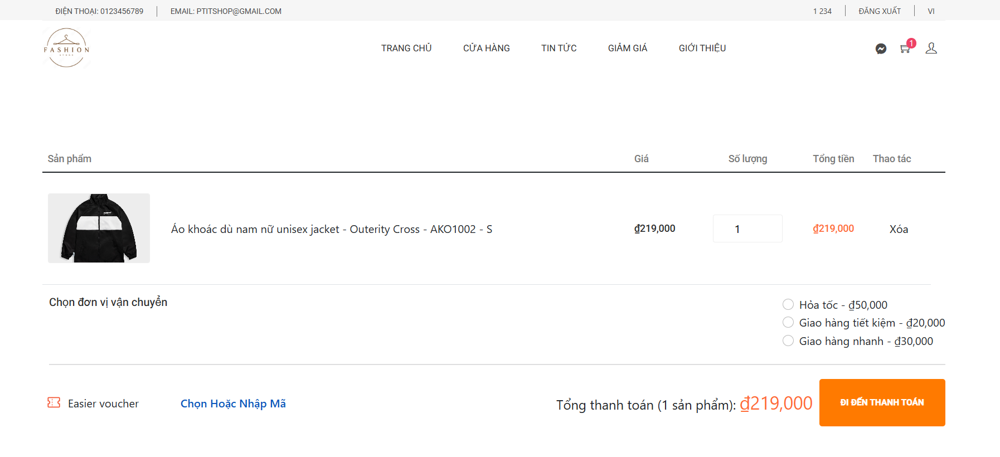 ĐIỆN THOẠI: 0123456789 EMAIL: PTITSHOP@GMAIL.COM 1 234 ĐĂNG XUẤT VI
FASHION
STORE
TRANG CHỦ CỬA HÀNG TIN TỨC GIẢM GIÁ GIỚI THIỆU 1
Sản phẩm Giá Số lượng Tổng tiền Thao tác
Áo khoác dù nam nữ unisex jacket - Outerity Cross - AKO1002 - S ₫219,000 1 ₫219,000 Xóa
Chọn đơn vị vận chuyển
Hỏa tốc - ₫50,000
Giao hàng tiết kiệm - ₫20,000
Giao hàng nhanh - ₫30,000
Easier voucher Chọn Hoặc Nhập Mã Tổng thanh toán (1 sản phẩm): ₫219,000 ĐI ĐẾN THANH TOÁN